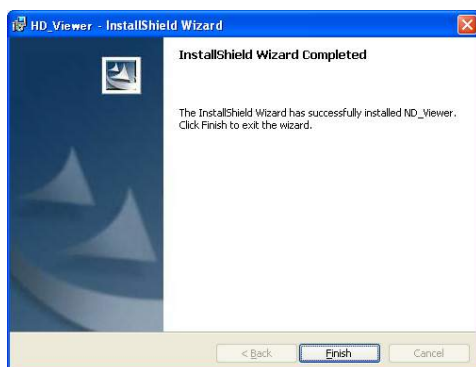 HD_Viewer - InstallShield Wizard
InstallShield Wizard Completed
The InstallShield Wizard has successfully installed ND_Viewer.
Click Finish to exit the wizard.
< Back
Finish
Cancel